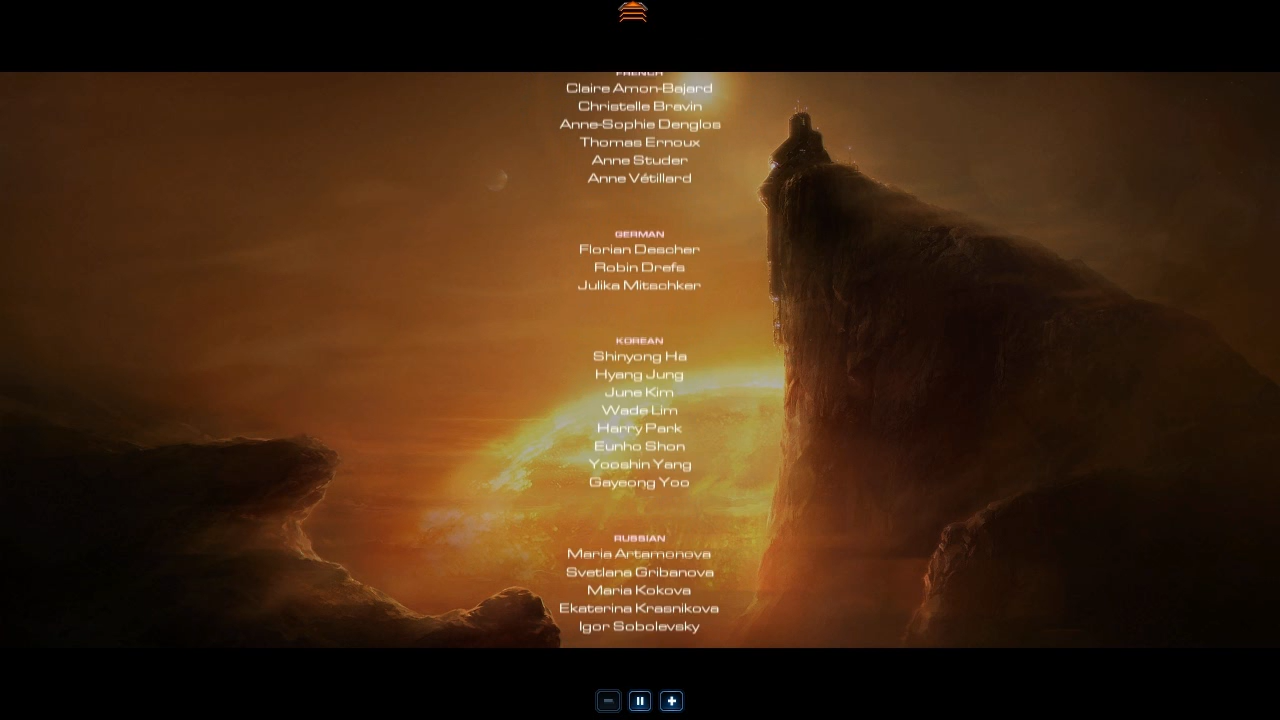 FRENCH
Claire Amon-Bajard
Christelle Bravin
Anne-Sophie Denglos
Thomas Ernoux
Anne Studer
Anne Vétillard
GERMAN
Florian Descher
Robin Drefs
Julika Mitschker
KOREAN
Shinyong Ha
Hyang Jung
June Kim
Wade Lim
Harry Park
Eunho Shon
Yooshin Yang
Gayeong Yoo
RUSSIAN
Maria Artamonova
Svetlana Gribanova
Maria Kokova
Ekaterina Krasnikova
Igor Sobolevsky